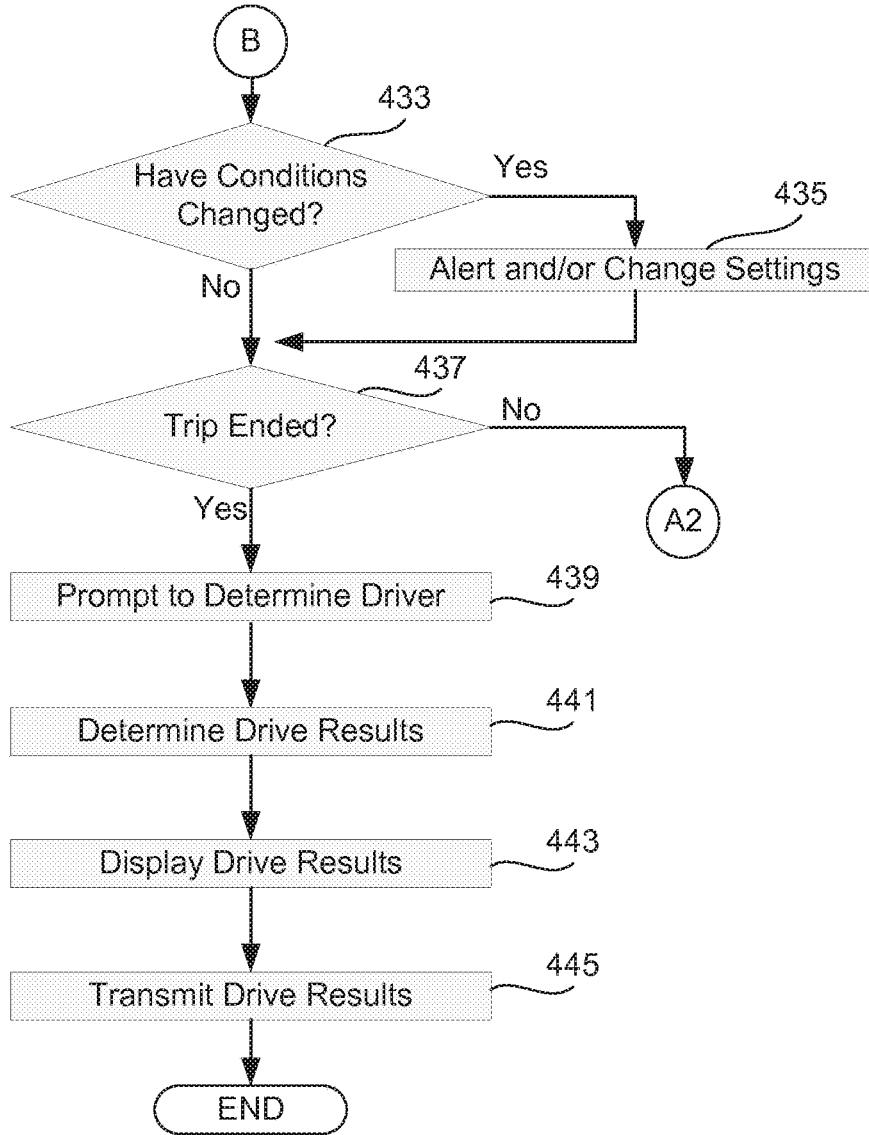 B
433
Have Conditions
Changed?
Yes
435
Alert and/or Change Settings
No
437
Trip Ended?
No
Yes
A2
Prompt to Determine Driver
439
Determine Drive Results
441
Display Drive Results
443
Transmit Drive Results
445
END